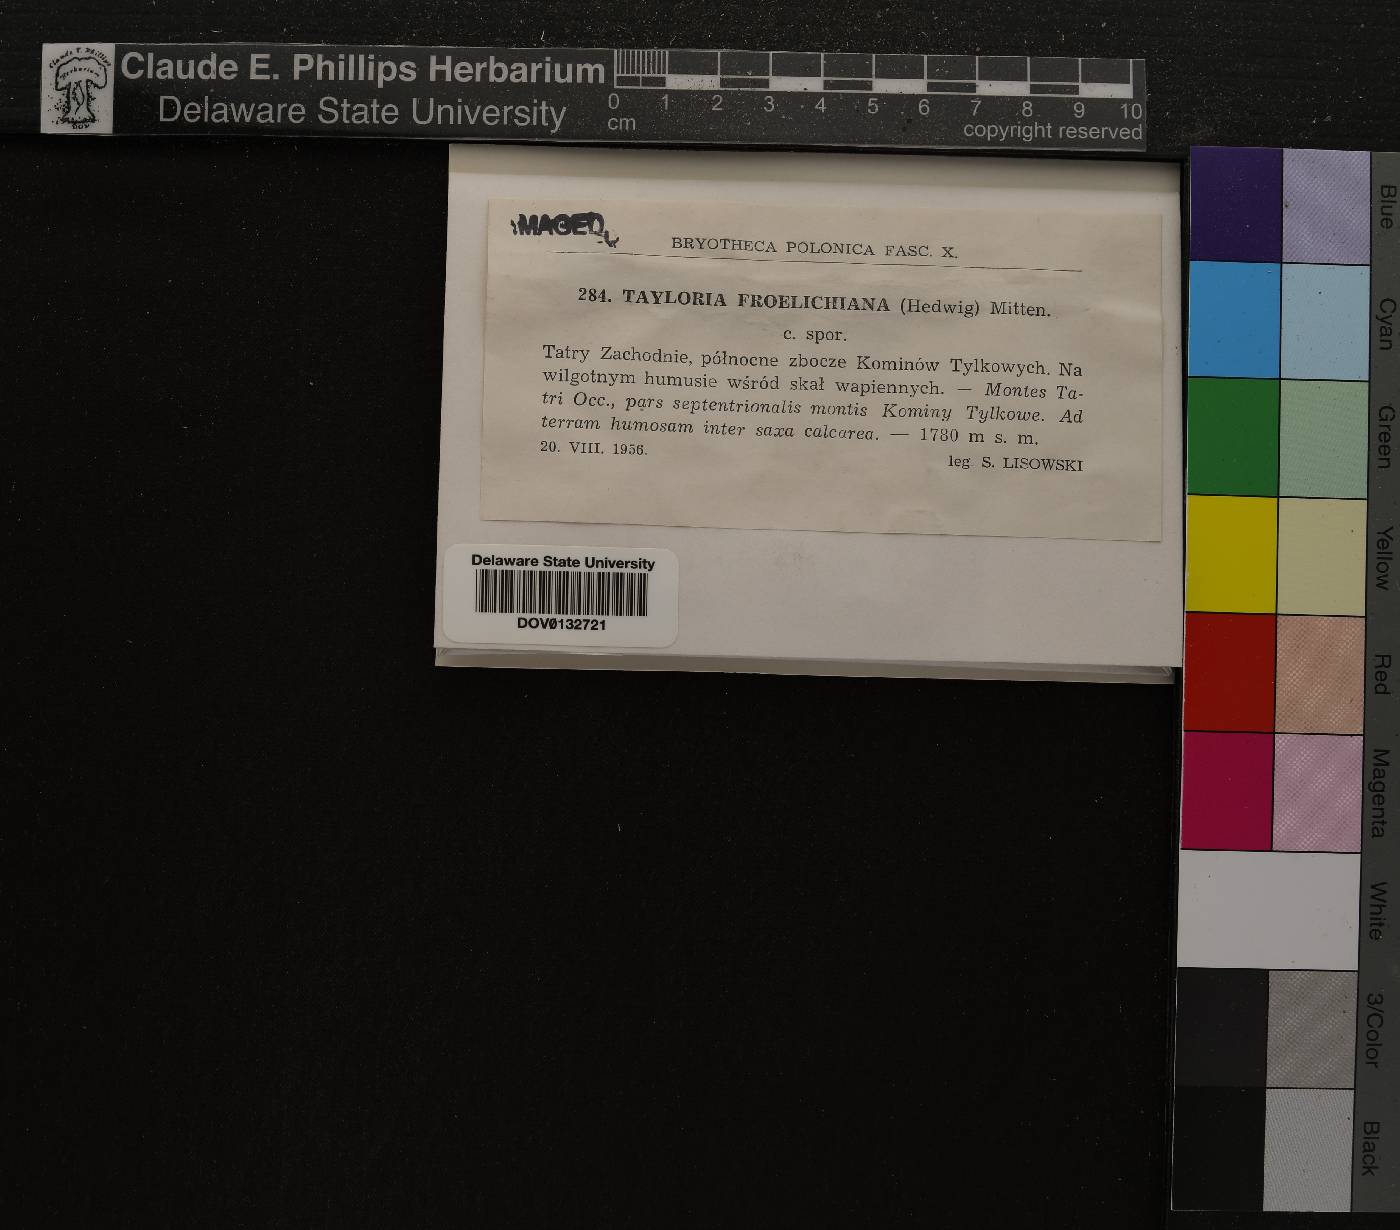 Claude E. Phillips Herbarium
Delaware State University
0 1 2 3 4 5 6 7 8 9 10
cm
copyright reserved
IMAGED
BRYOTHECA POLONICA FASC. X.
284. TAYLORIA FROELICHIANA (Hedwig) Mitten.
c. spor.
Tatry Zachodnie, północne zbocze Kominów Tylkowych. Na
wilgotnym humusie wśród skał wapiennych. — Montes Ta-
tri Occ., pars septentrionalis montis Kominy Tylkowe. Ad
terram humosam inter saxa calcarea. — 1780 m s. m.
20. VIII. 1956.
leg. S. LISOWSKI
Delaware State University
DOV0132721
Blue
Cyan
Green
Yellow
Red
Magenta
White
3/Color
Black